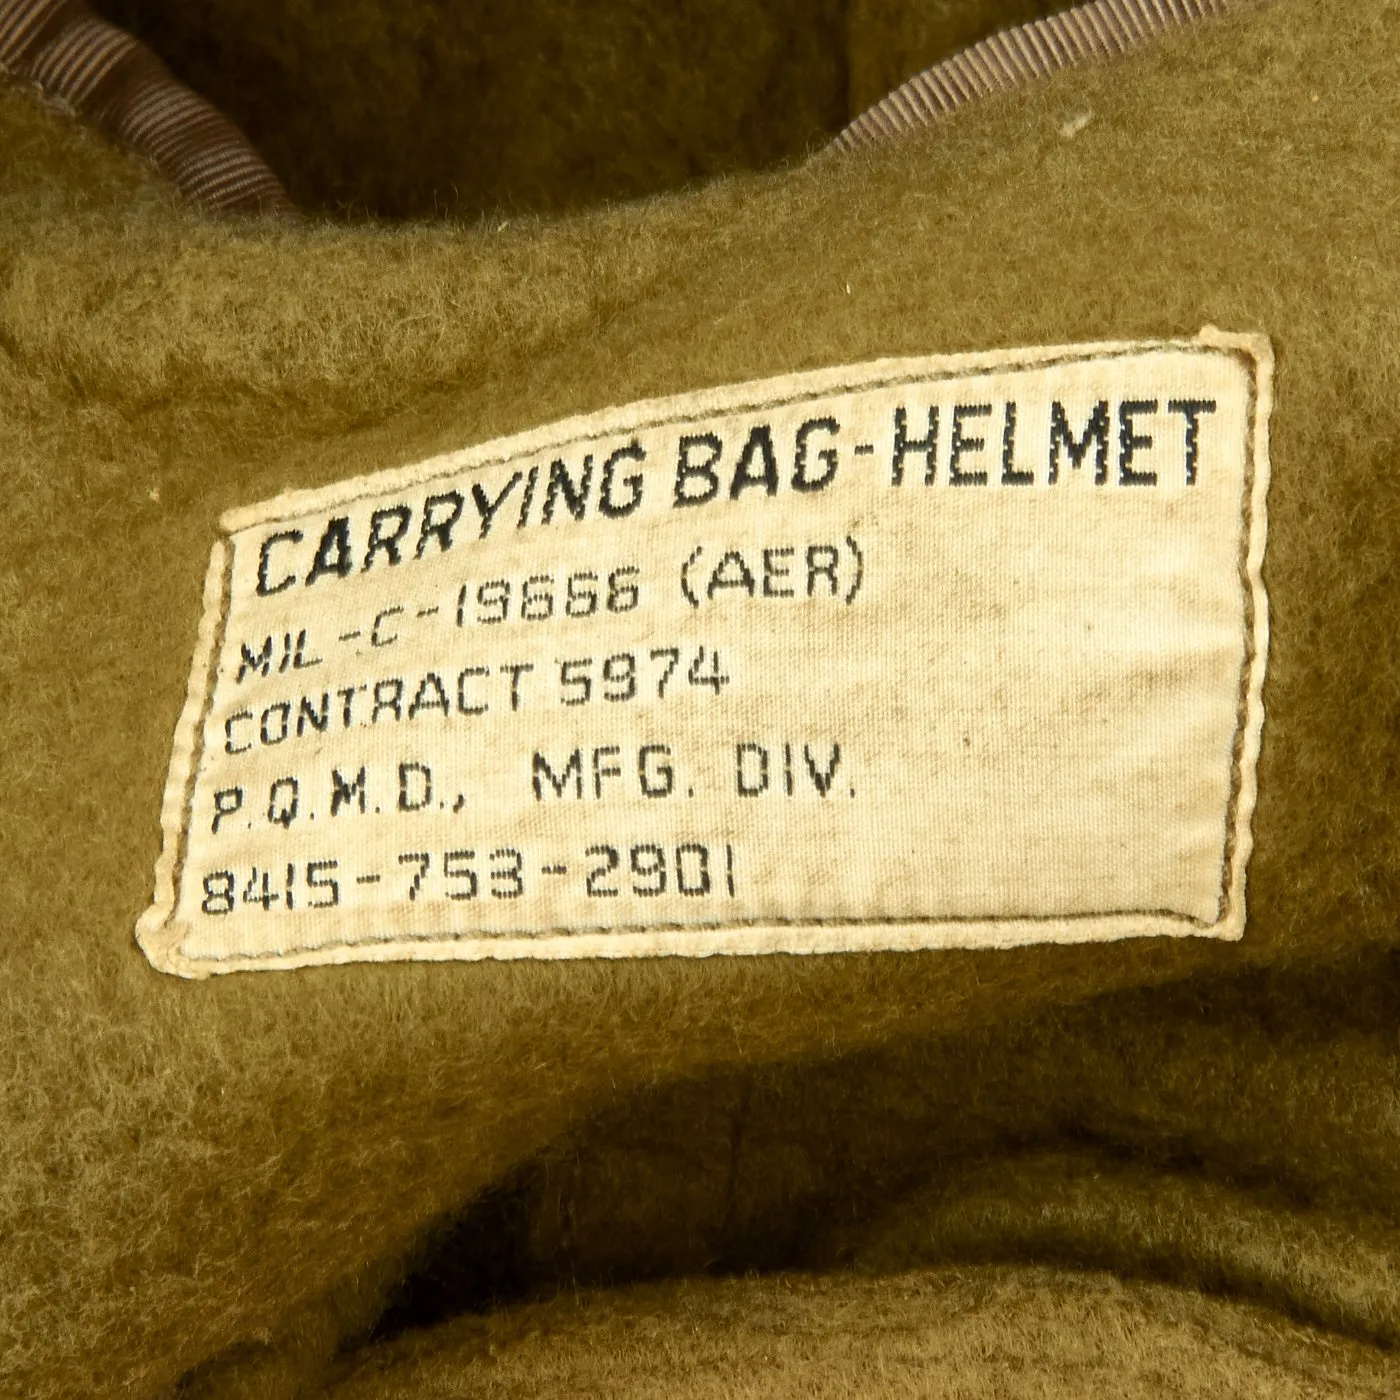 CARRYING BAG-HELMET
MIL-C-19666 (AER)
CONTRACT 5974
P.Q.M.D., MFG. DIV.
8415-753-2901